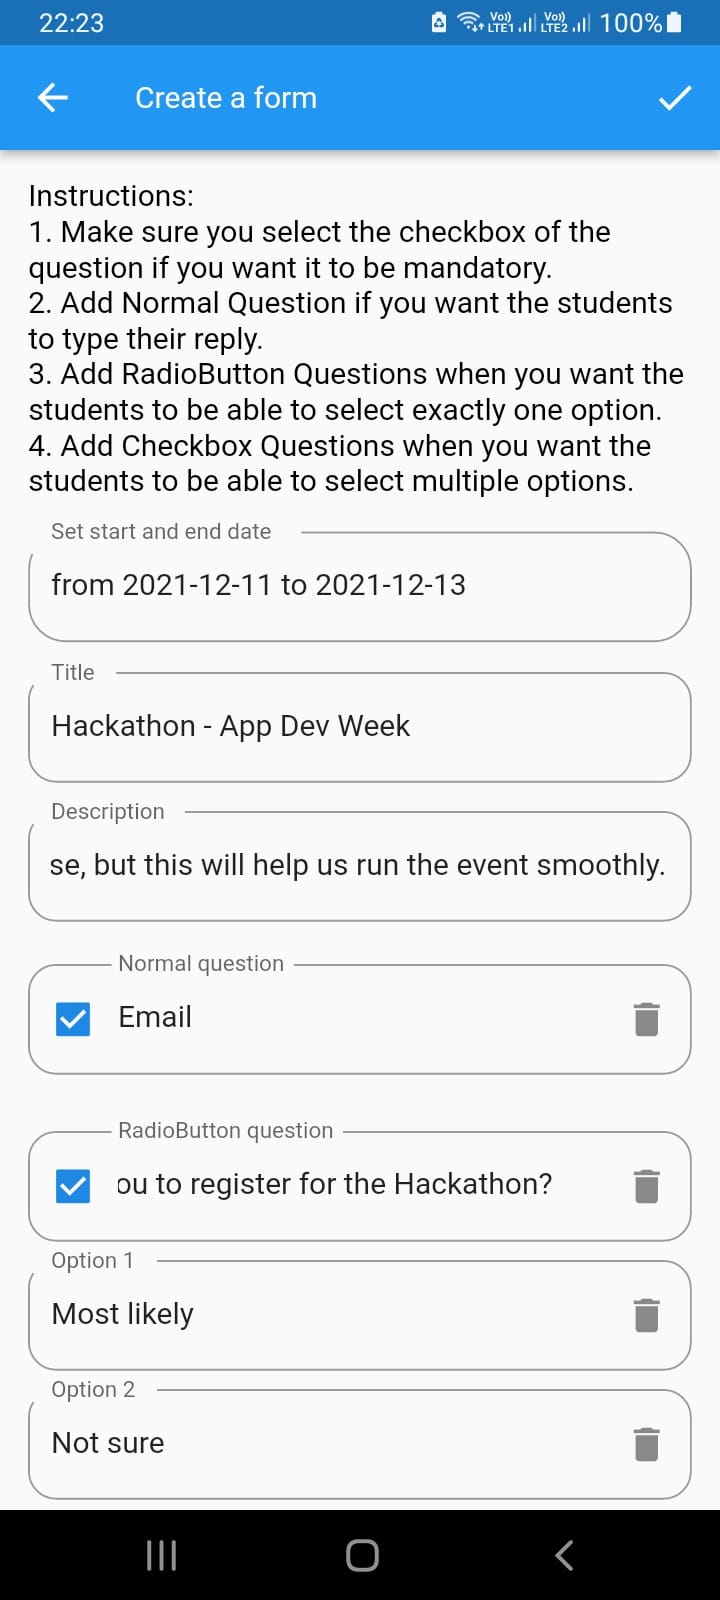 22:23
Vo)) LTE1 Vo)) LTE2 100%
Create a form
Instructions:
1. Make sure you select the checkbox of the
question if you want it to be mandatory.
2. Add Normal Question if you want the students
to type their reply.
3. Add RadioButton Questions when you want the
students to be able to select exactly one option.
4. Add Checkbox Questions when you want the
students to be able to select multiple options.
Set start and end date
from 2021-12-11 to 2021-12-13
Title
Hackathon - App Dev Week
Description
se, but this will help us run the event smoothly.
Normal question
Email
RadioButton question
ou to register for the Hackathon?
Option 1
Most likely
Option 2
Not sure